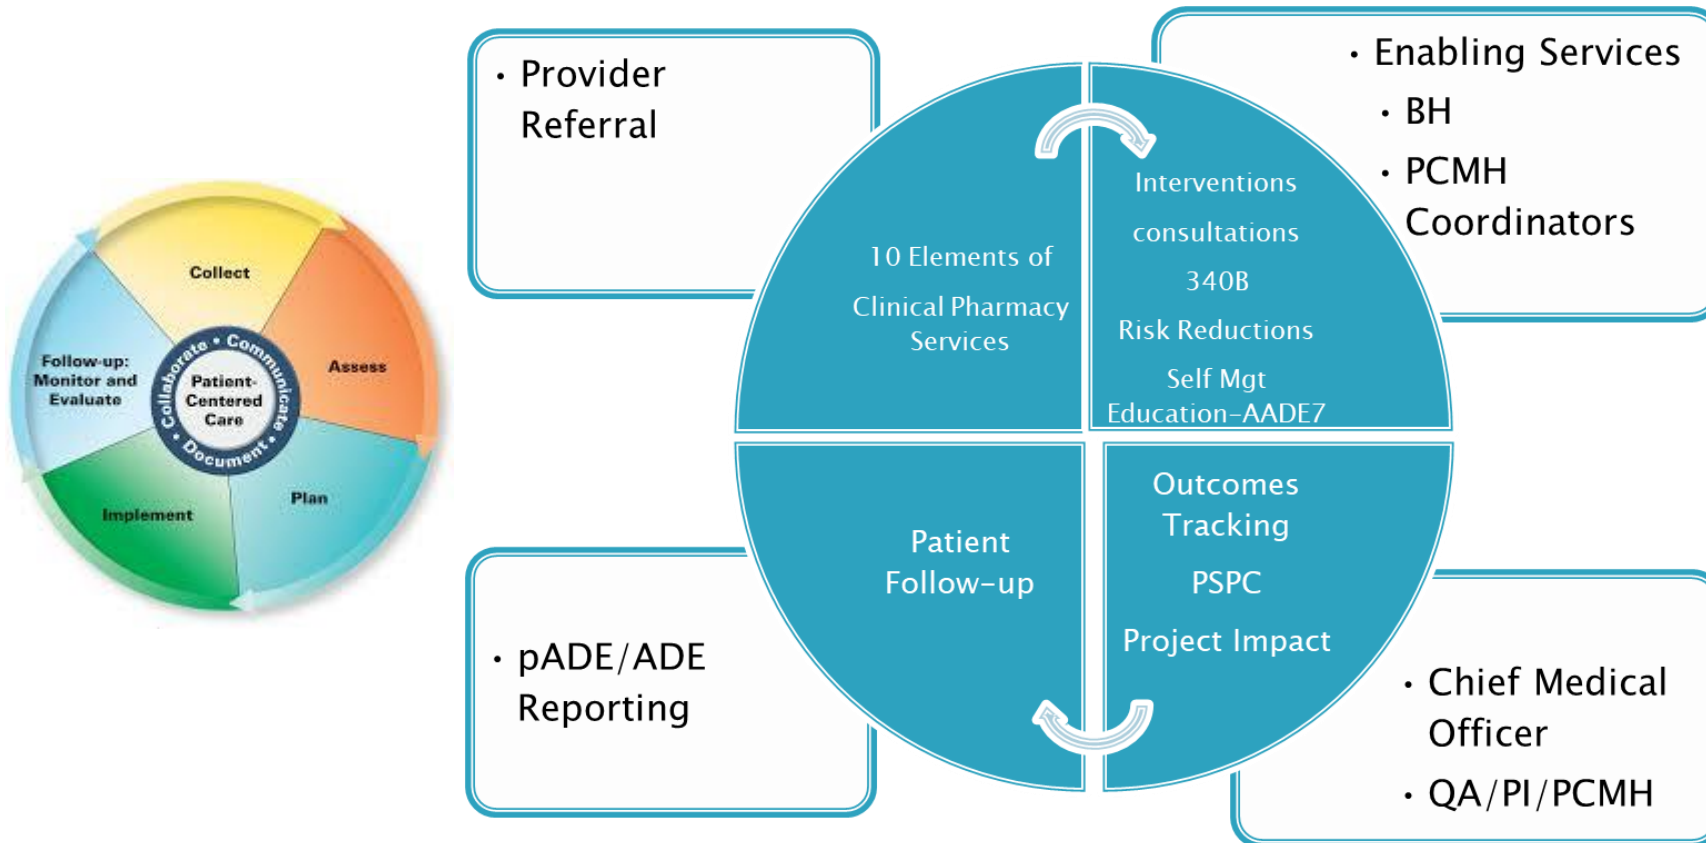 Collect
Assess
Plan
Implement
Follow-up:
Monitor and
Evaluate
Collaborate • Communicate • Document •
Patient-
Centered
Care
• Provider
Referral
• Enabling Services
• BH
• PCMH
Coordinators
10 Elements of
Clinical Pharmacy
Services
Interventions
consultations
340B
Risk Reductions
Self Mgt
Education-AADE7
Patient
Follow-up
Outcomes
Tracking
PSPC
Project Impact
• pADE/ADE
Reporting
• Chief Medical
Officer
• QA/PI/PCMH